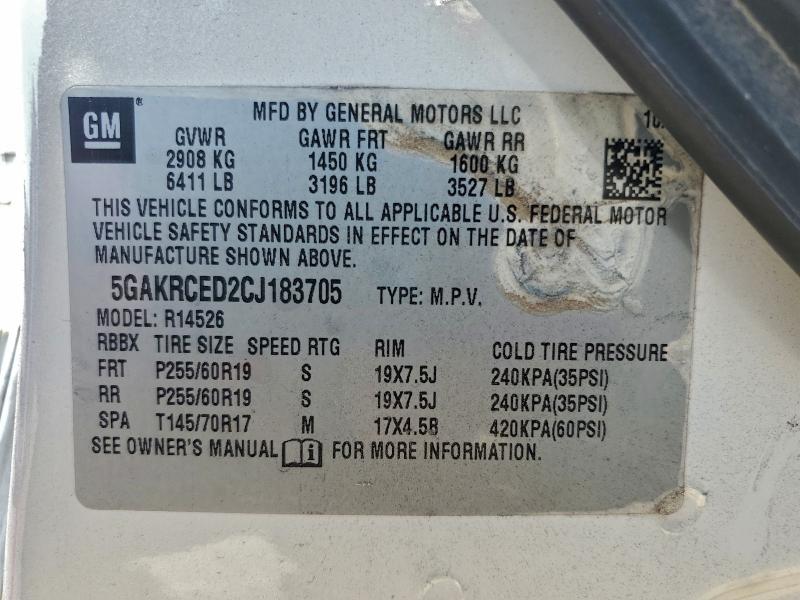 GM ® MFD BY GENERAL MOTORS LLC
GVWR GAWR FRT GAWR RR
2908 KG 1450 KG 1600 KG
6411 LB 3196 LB 3527 LB
THIS VEHICLE CONFORMS TO ALL APPLICABLE U.S. FEDERAL MOTOR
VEHICLE SAFETY STANDARDS IN EFFECT ON THE DATE OF
MANUFACTURE SHOWN ABOVE.
5GAKRCED2CJ183705 TYPE: M.P.V.
MODEL: R14526
RBBX TIRE SIZE SPEED RTG RIM COLD TIRE PRESSURE
FRT P255/60R19 S 19X7.5J 240KPA(35PSI)
RR P255/60R19 S 19X7.5J 240KPA(35PSI)
SPA T145/70R17 M 17X4.5B 420KPA(60PSI)
SEE OWNER'S MANUAL i FOR MORE INFORMATION.